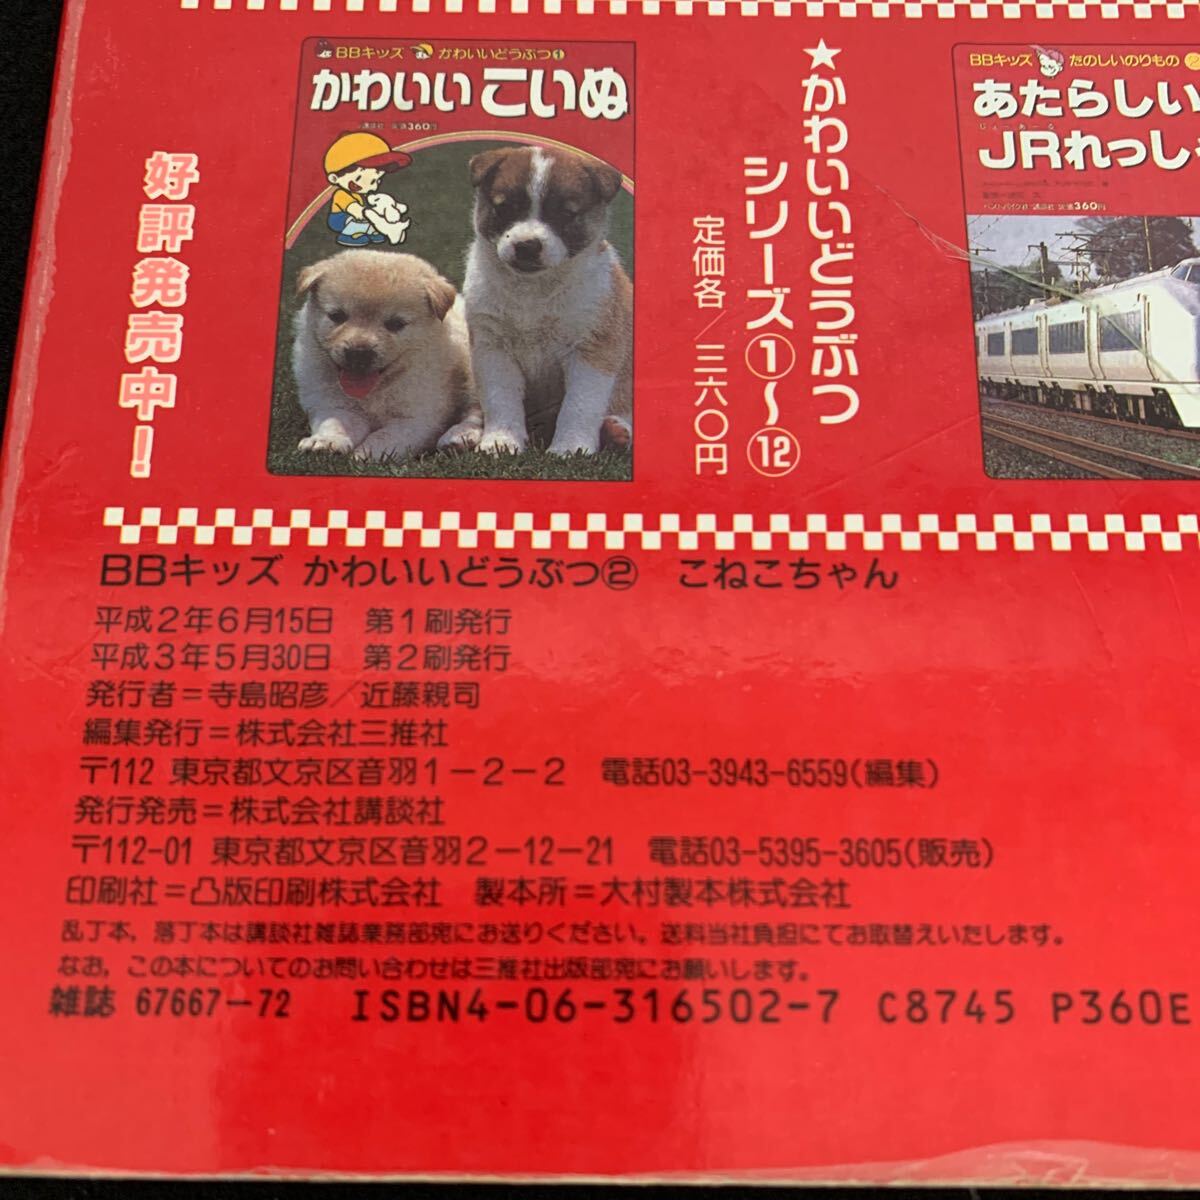 好評発売中!
BBキッズ かわいいどうぶつ①
かわいいこいぬ
講談社 定価360円
★かわいいどうぶつ
シリーズ①〜⑫
定価各/三六〇円
BBキッズ たのしいのりもの
あたらしい
JRれっし
講談社 定価360円
BBキッズ かわいいどうぶつ② こねこちゃん
平成2年6月15日 第1刷発行
平成3年5月30日 第2刷発行
発行者=寺島昭彦/近藤親司
編集発行=株式会社三推社
〒112 東京都文京区音羽1-2-2 電話03-3943-6559(編集)
発行発売=株式会社講談社
〒112-01 東京都文京区音羽2-12-21 電話03-5395-3605(販売)
印刷社=凸版印刷株式会社 製本所=大村製本株式会社
乱丁本,落丁本は講談社雑誌業務部宛にお送りください。送料当社負担にてお取替えいたします。
なお,この本についてのお問い合わせは三推社出版部宛にお願いします。
雑誌 67667-72 ISBN4-06-316502-7 C8745 P360E